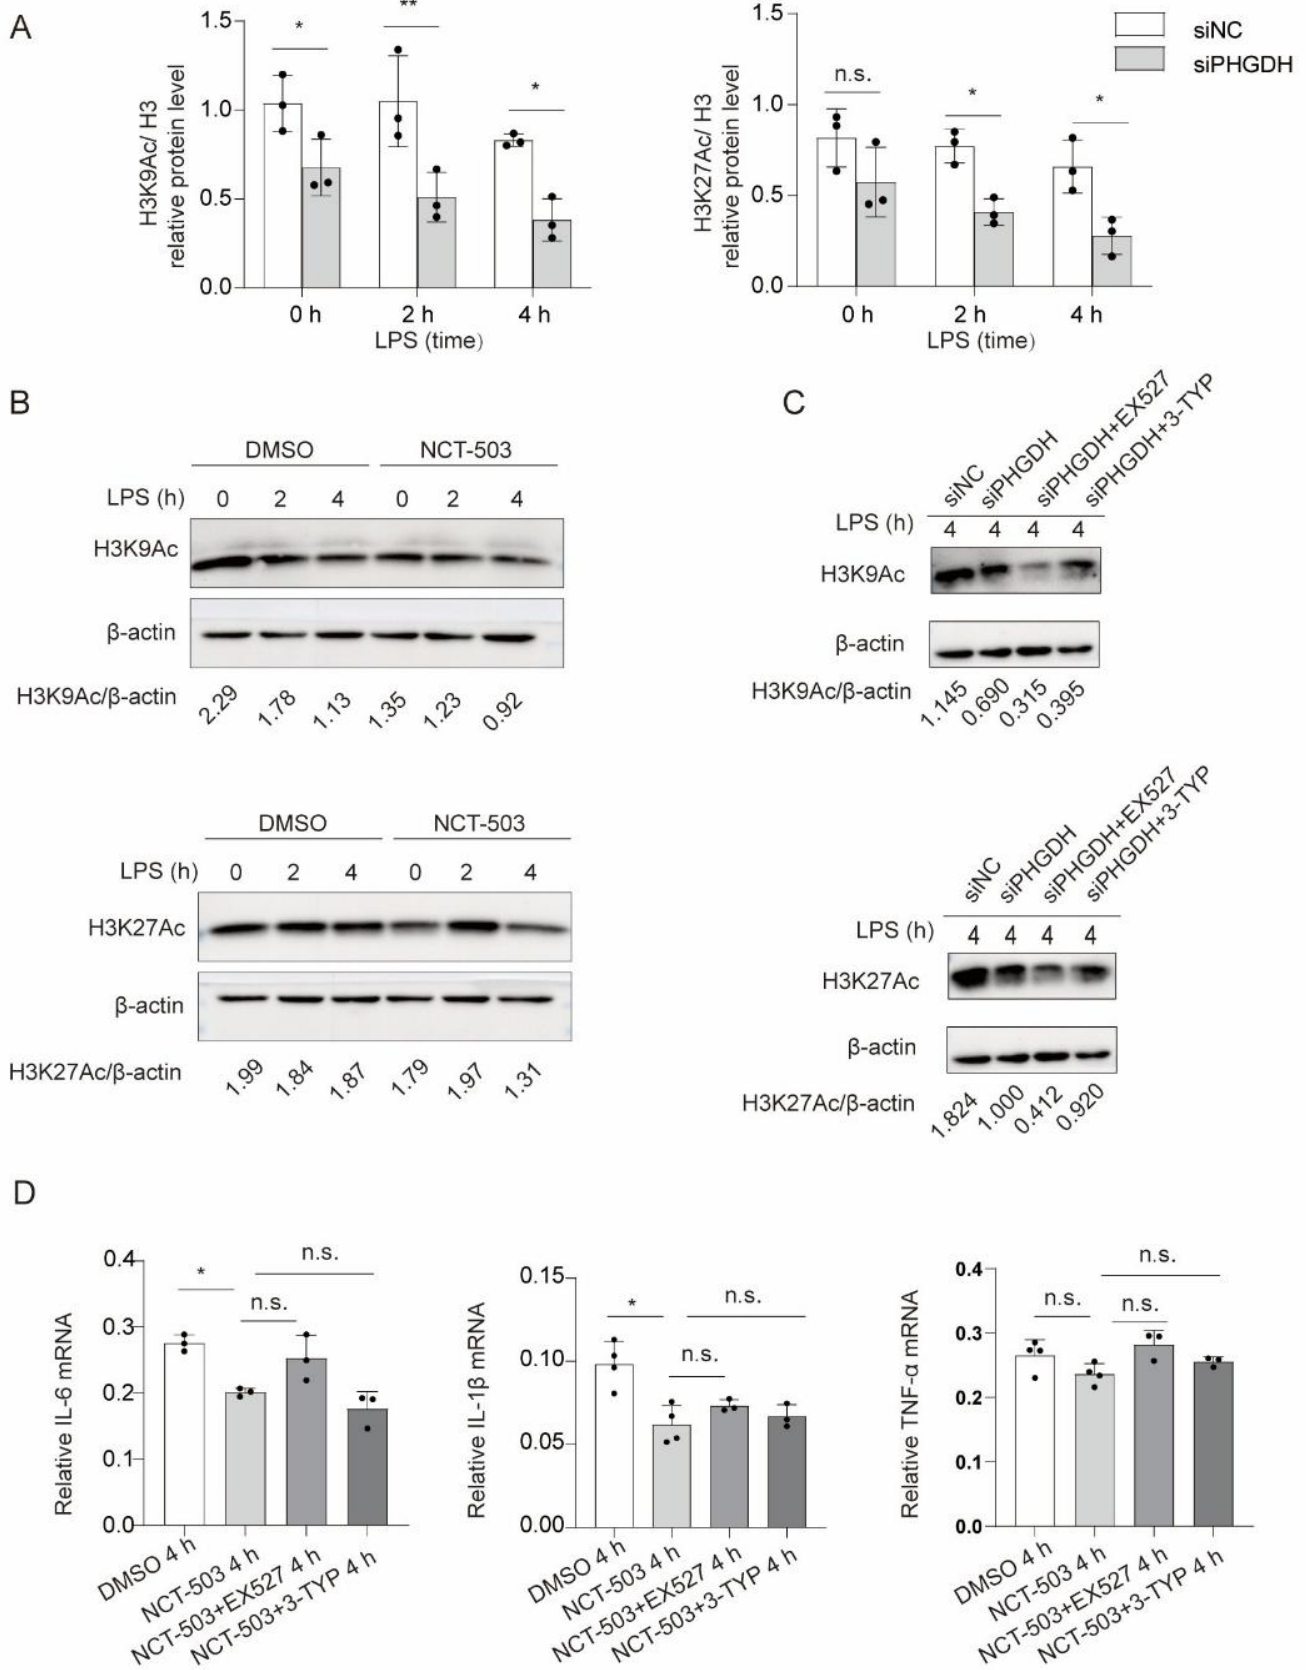 A
siNC
siPHGDH
H3K9Ac/ H3
relative protein level
1.5
1.0
0.5
0.0
*
**
*
0 h
2 h
4 h
LPS (time)
H3K27Ac/ H3
relative protein level
1.5
1.0
0.5
0.0
n.s.
*
*
0 h
2 h
4 h
LPS (time)
B
DMSO
NCT-503
LPS (h)
0
2
4
0
2
4
H3K9Ac
β-actin
H3K9Ac/β-actin
2.29
1.78
1.13
1.35
1.23
0.92
DMSO
NCT-503
LPS (h)
0
2
4
0
2
4
H3K27Ac
β-actin
H3K27Ac/β-actin
1.99
1.84
1.87
1.79
1.97
1.31
C
siNC
siPHGDH
siPHGDH+EX527
siPHGDH+3-TYP
LPS (h)
4
4
4
4
H3K9Ac
β-actin
H3K9Ac/β-actin
1.145
0.690
0.315
0.395
siNC
siPHGDH
siPHGDH+EX527
siPHGDH+3-TYP
LPS (h)
4
4
4
4
H3K27Ac
β-actin
H3K27Ac/β-actin
1.824
1.000
0.412
0.920
D
Relative IL-6 mRNA
0.4
0.3
0.2
0.1
0.0
*
n.s.
n.s.
DMSO 4 h
NCT-503 4 h
NCT-503+EX527 4 h
NCT-503+3-TYP 4 h
Relative IL-1β mRNA
0.15
0.10
0.05
0.00
*
n.s.
n.s.
DMSO 4 h
NCT-503 4 h
NCT-503+EX527 4 h
NCT-503+3-TYP 4 h
Relative TNF-α mRNA
0.4
0.3
0.2
0.1
0.0
n.s.
n.s.
n.s.
DMSO 4 h
NCT-503 4 h
NCT-503+EX527 4 h
NCT-503+3-TYP 4 h